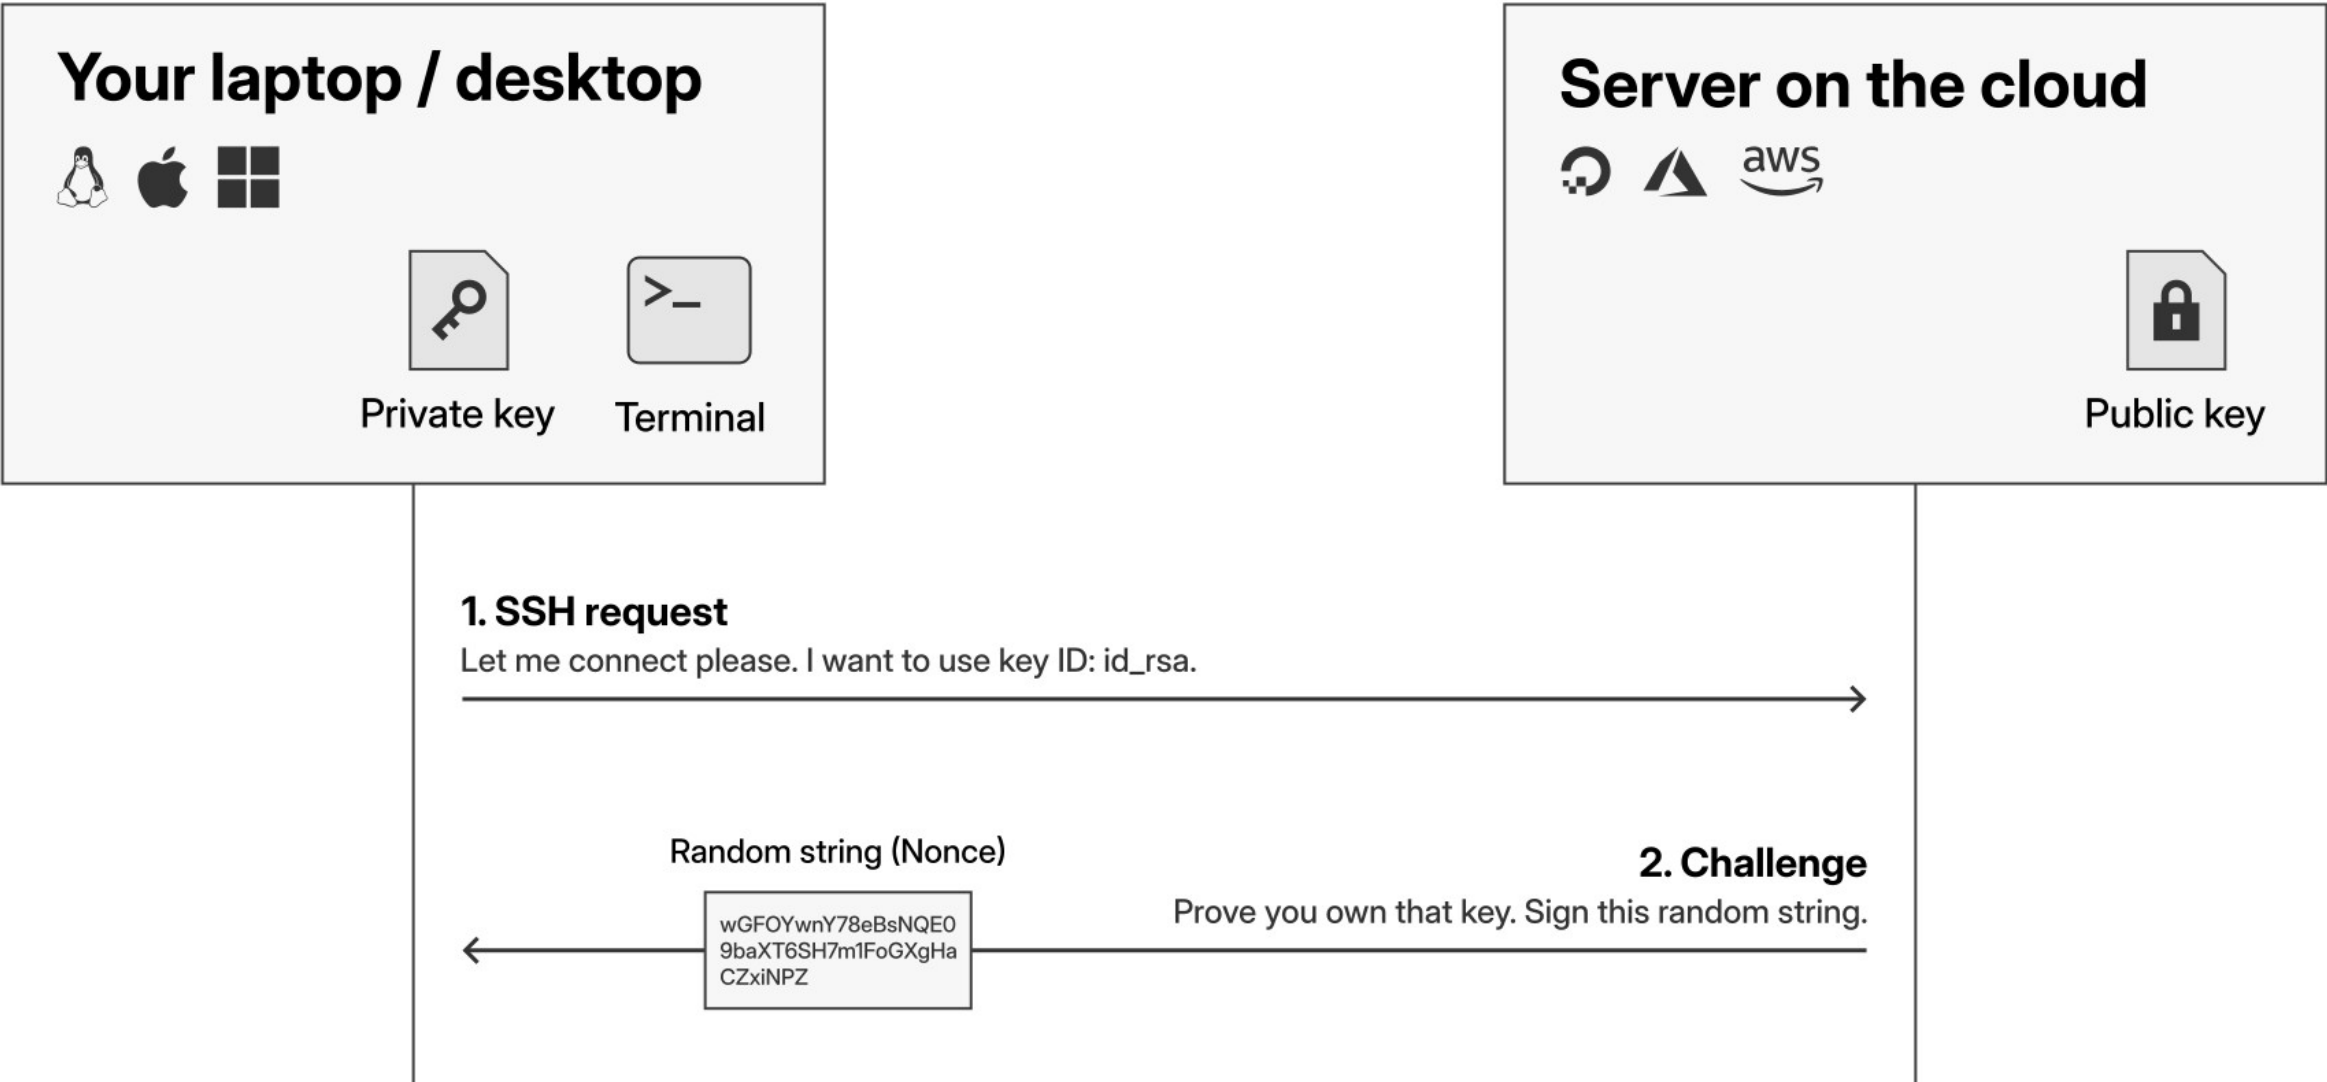 Your laptop / desktop
Server on the cloud
aws
>_
Private key
Terminal
Public key
1. SSH request
Let me connect please. I want to use key ID: id_rsa.
Random string (Nonce)
2. Challenge
Prove you own that key. Sign this random string.
wGFOYwnY78eBsNQE0
9baXT6SH7m1FoGXgHa
CZxiNPZ